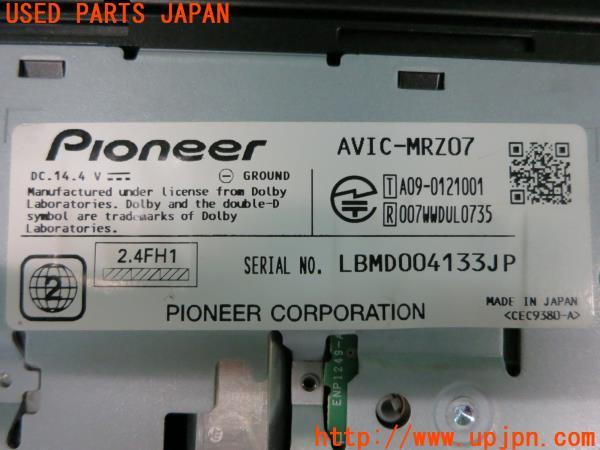 USED PARTS JAPAN
Pioneer
AVIC-MRZ07
DC.14.4 V
GROUND
Manufactured under license from Dolby
Laboratories. Dolby and the double-D
symbol are trademarks of Dolby
Laboratories.
T A09-0121001
R 007WWDUL0735
2
2.4FH1
SERIAL NO. LBMD004133JP
PIONEER CORPORATION
MADE IN JAPAN
<CEC9380-A>
ENP1249-A
http://www.upjpn.com/